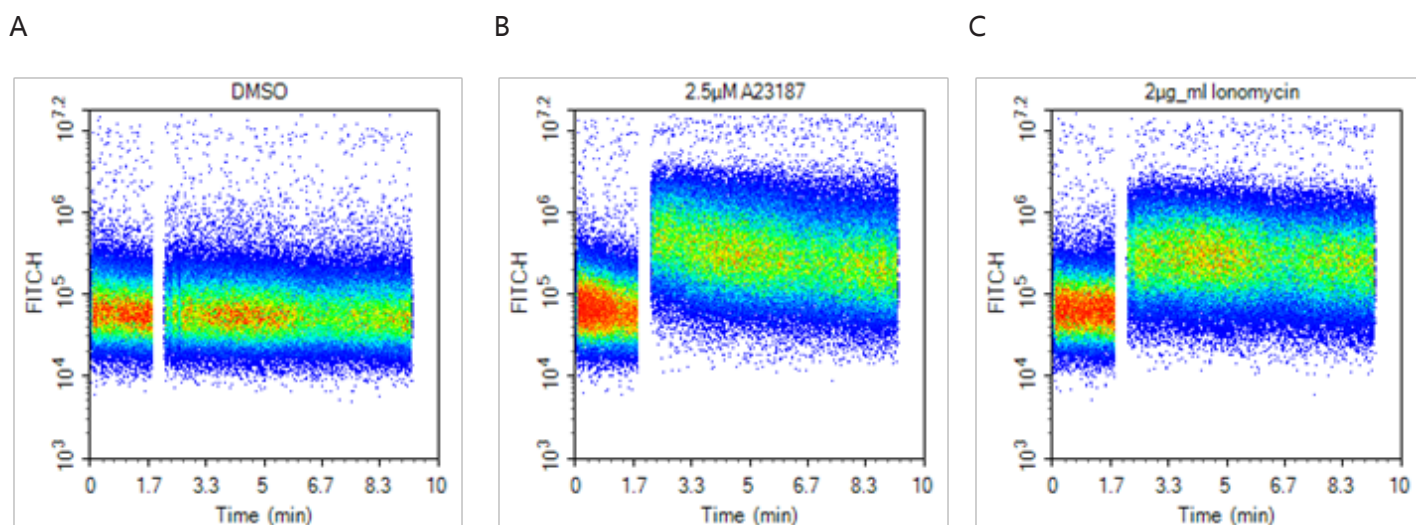 A
B
C
DMSO
2.5µM A23187
2µg_ml Ionomycin
FITC-H
10^7.2
10^6
10^5
10^4
10^3
0 1.7 3.3 5 6.7 8.3 10
Time (min)
FITC-H
10^7.2
10^6
10^5
10^4
10^3
0 1.7 3.3 5 6.7 8.3 10
Time (min)
FITC-H
10^7.2
10^6
10^5
10^4
10^3
0 1.7 3.3 5 6.7 8.3 10
Time (min)